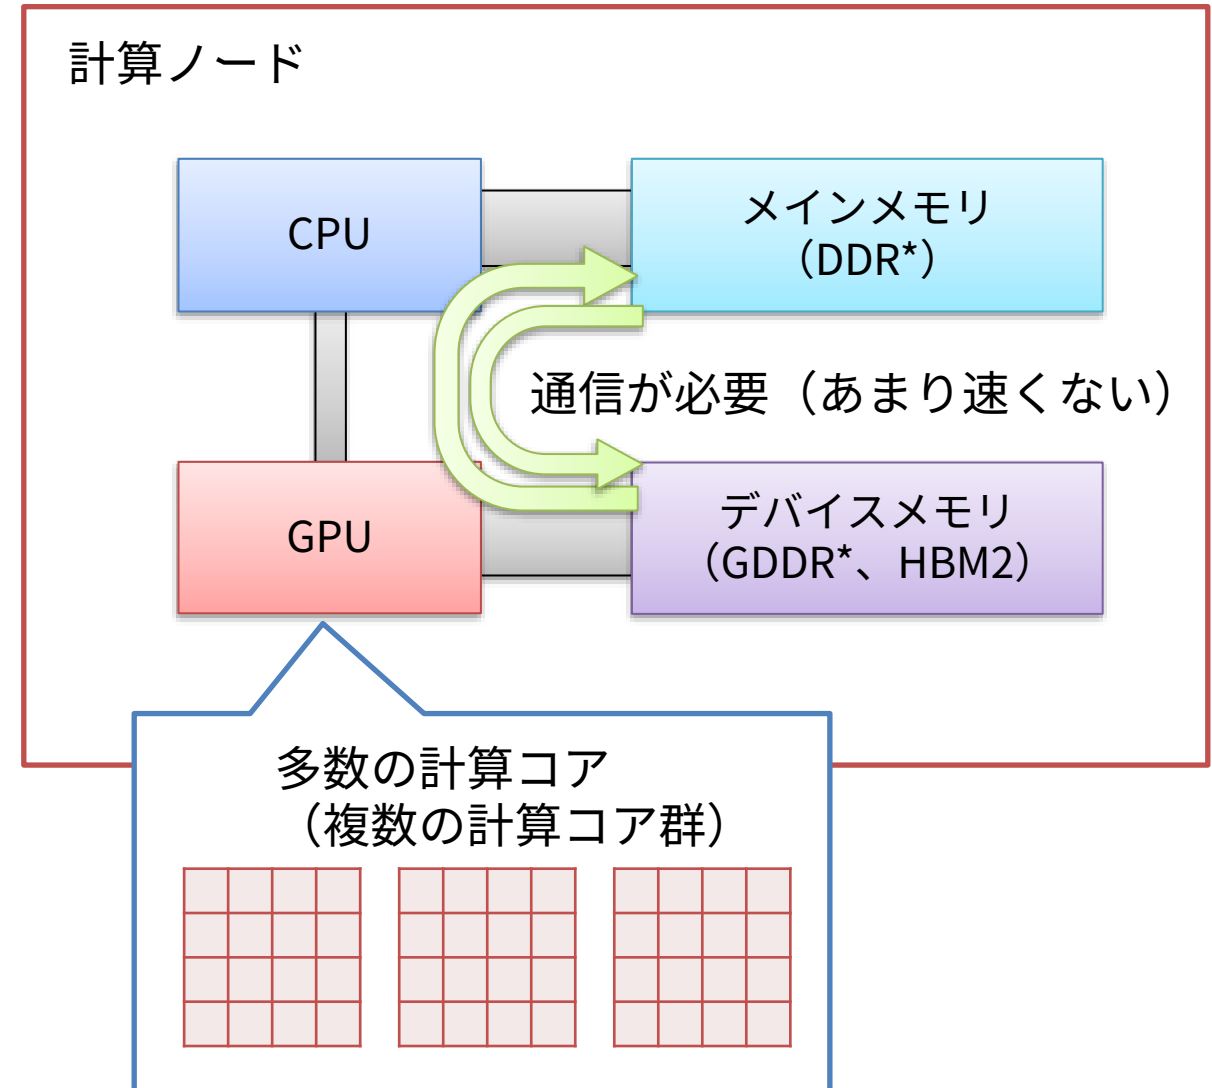 計算ノード
CPU
メインメモリ
（DDR*）
通信が必要（あまり速くない）
GPU
デバイスメモリ
（GDDR*、HBM2）
多数の計算コア
（複数の計算コア群）